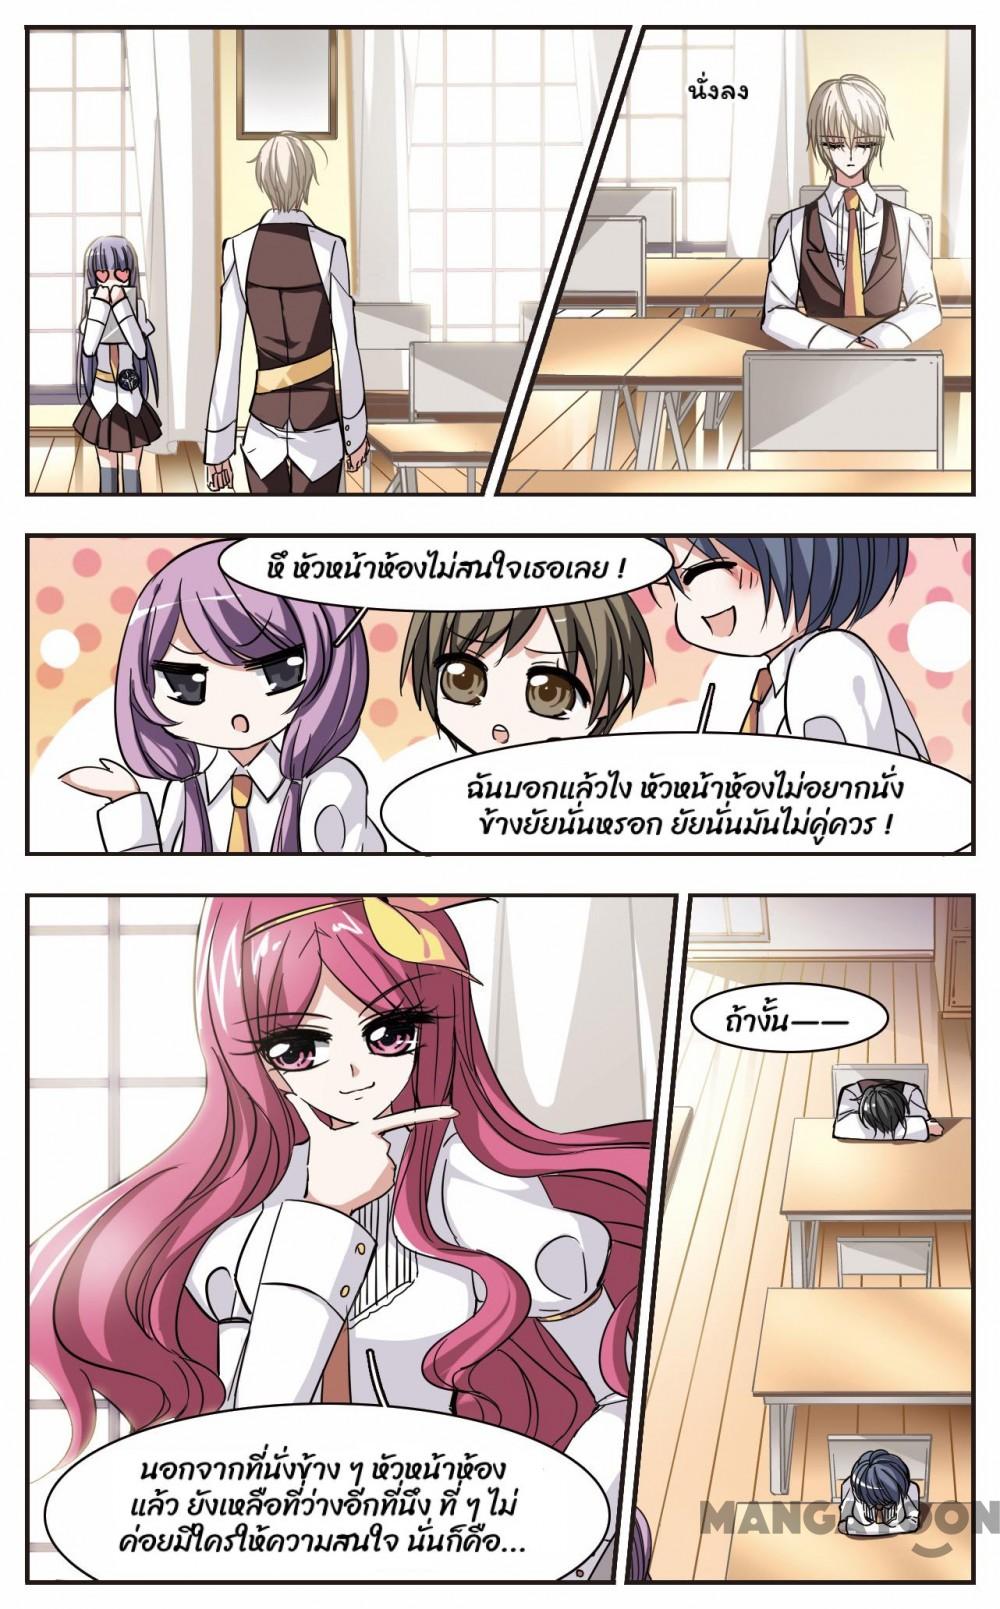 นั่งลง
หึ หัวหน้าห้องไม่สนใจเธอเลย !
ฉันบอกแล้วไง หัวหน้าห้องไม่อยากนั่ง
ข้างยัยนั่นหรอก ยัยนั่นมันไม่คู่ควร !
นอกจากที่นั่งข้าง ๆ หัวหน้าห้อง
แล้ว ยังเหลือที่ว่างอีกที่นึง ที่ ๆ ไม่
ค่อยมีใครให้ความสนใจ นั่นก็คือ...
ถ้างั้น——
MANGATOON